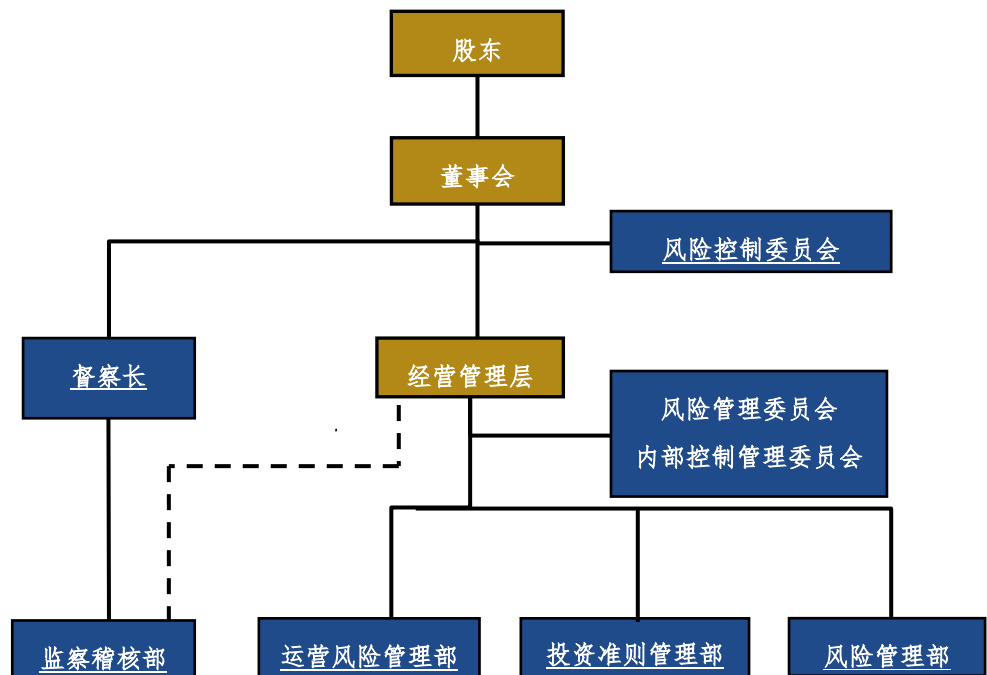 股东
董事会
风险控制委员会
督察长
经营管理层
风险管理委员会
内部控制管理委员会
监察稽核部
运营风险管理部
投资准则管理部
风险管理部